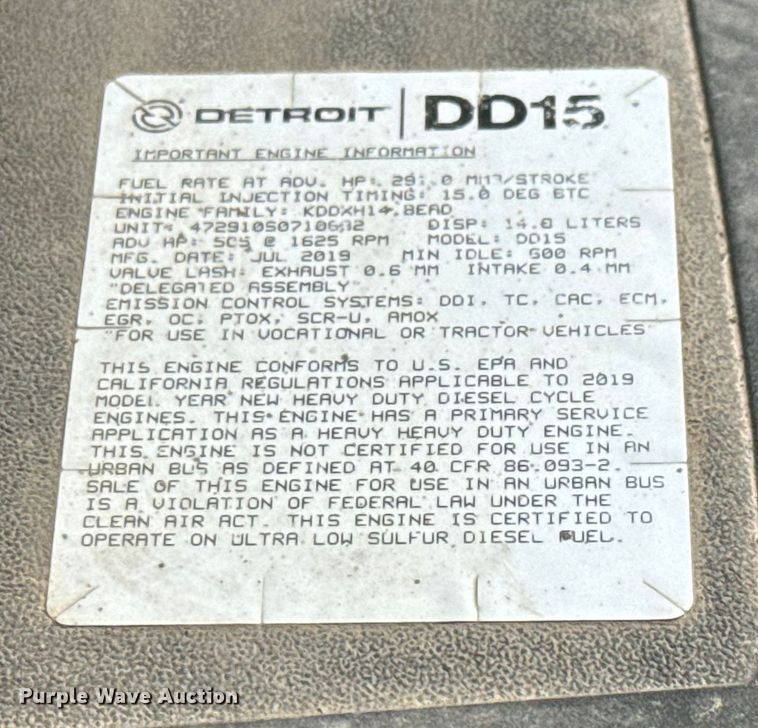 DETROIT | DD15
IMPORTANT ENGINE INFORMATION
FUEL RATE AT ADV. HP: 291.0 MM3/STROKE
INITIAL INJECTION TIMING: 15.0 DEG BTC
ENGINE FAMILY: KDDXH14.8EAD
UNIT: DISP: 14.8 LITERS
ADV HP: 505 @ 1625 RPM MODEL: DD15
MFG. DATE: JUL 2019 MIN IDLE: 500 RPM
VALVE LASH: EXHAUST 0.6 MM INTAKE 0.4 MM
"DELEGATED ASSEMBLY"
EMISSION CONTROL SYSTEMS: DDI, TC, CAC, ECM,
EGR, OC, PTOX, SCR-U, AMOX
"FOR USE IN VOCATIONAL OR TRACTOR VEHICLES"
THIS ENGINE CONFORMS TO U.S. EPA AND
CALIFORNIA REGULATIONS APPLICABLE TO 2019
MODEL YEAR NEW HEAVY DUTY DIESEL CYCLE
ENGINES. THIS ENGINE HAS A PRIMARY SERVICE
APPLICATION AS A HEAVY HEAVY DUTY ENGINE.
THIS ENGINE IS NOT CERTIFIED FOR USE IN AN
URBAN BUS AS DEFINED AT 40 CFR 86.093-2.
SALE OF THIS ENGINE FOR USE IN AN URBAN BUS
IS A VIOLATION OF FEDERAL LAW UNDER THE
CLEAN AIR ACT. THIS ENGINE IS CERTIFIED TO
OPERATE ON ULTRA LOW SULFUR DIESEL FUEL.
Purple Wave Auction